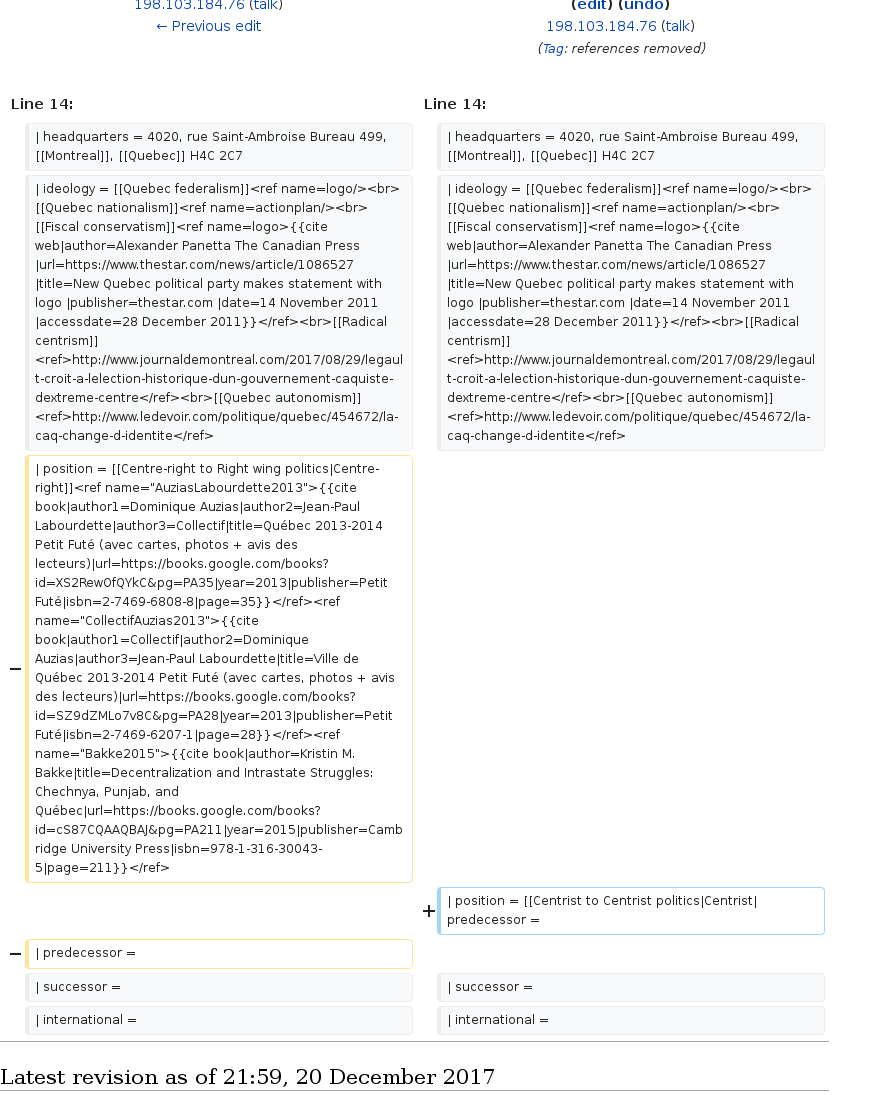 198.103.184.76 (talk)
← Previous edit
(edit) (undo)
198.103.184.76 (talk)
(Tag: references removed)
Line 14:
Line 14:
| headquarters = 4020, rue Saint-Ambroise Bureau 499,
[[Montreal]], [[Quebec]] H4C 2C7
| headquarters = 4020, rue Saint-Ambroise Bureau 499,
[[Montreal]], [[Quebec]] H4C 2C7
| ideology = [[Quebec federalism]]<ref name=logo/><br>
[[Quebec nationalism]]<ref name=actionplan/><br>
[[Fiscal conservatism]]<ref name=logo>{{cite
web|author=Alexander Panetta The Canadian Press
|url=https://www.thestar.com/news/article/1086527
|title=New Quebec political party makes statement with
logo |publisher=thestar.com |date=14 November 2011
|accessdate=28 December 2011}}</ref><br>[[Radical
centrism]]
<ref>http://www.journaldemontreal.com/2017/08/29/legaul
t-croit-a-lelection-historique-dun-gouvernement-caquiste-
dextreme-centre</ref><br>[[Quebec autonomism]]
<ref>http://www.ledevoir.com/politique/quebec/454672/la-
caq-change-d-identite</ref>
| ideology = [[Quebec federalism]]<ref name=logo/><br>
[[Quebec nationalism]]<ref name=actionplan/><br>
[[Fiscal conservatism]]<ref name=logo>{{cite
web|author=Alexander Panetta The Canadian Press
|url=https://www.thestar.com/news/article/1086527
|title=New Quebec political party makes statement with
logo |publisher=thestar.com |date=14 November 2011
|accessdate=28 December 2011}}</ref><br>[[Radical
centrism]]
<ref>http://www.journaldemontreal.com/2017/08/29/legaul
t-croit-a-lelection-historique-dun-gouvernement-caquiste-
dextreme-centre</ref><br>[[Quebec autonomism]]
<ref>http://www.ledevoir.com/politique/quebec/454672/la-
caq-change-d-identite</ref>
−
| position = [[Centre-right to Right wing politics|Centre-
right]]<ref name="AuziasLabourdette2013">{{cite
book|author1=Dominique Auzias|author2=Jean-Paul
Labourdette|author3=Collectif|title=Québec 2013-2014
Petit Futé (avec cartes, photos + avis des
lecteurs)|url=https://books.google.com/books?
id=XS2RewOfQYkC&pg=PA35|year=2013|publisher=Petit
Futé|isbn=2-7469-6808-8|page=35}}</ref><ref
name="CollectifAuzias2013">{{cite
book|author1=Collectif|author2=Dominique
Auzias|author3=Jean-Paul Labourdette|title=Ville de
Québec 2013-2014 Petit Futé (avec cartes, photos + avis
des lecteurs)|url=https://books.google.com/books?
id=SZ9dZMLo7v8C&pg=PA28|year=2013|publisher=Petit
Futé|isbn=2-7469-6207-1|page=28}}</ref><ref
name="Bakke2015">{{cite book|author=Kristin M.
Bakke|title=Decentralization and Intrastate Struggles:
Chechnya, Punjab, and
Québec|url=https://books.google.com/books?
id=cS87CQAAQBAJ&pg=PA211|year=2015|publisher=Camb
ridge University Press|isbn=978-1-316-30043-
5|page=211}}</ref>
+
| position = [[Centrist to Centrist politics|Centrist|
predecessor =
−
| predecessor =
| successor =
| successor =
| international =
| international =
Latest revision as of 21:59, 20 December 2017